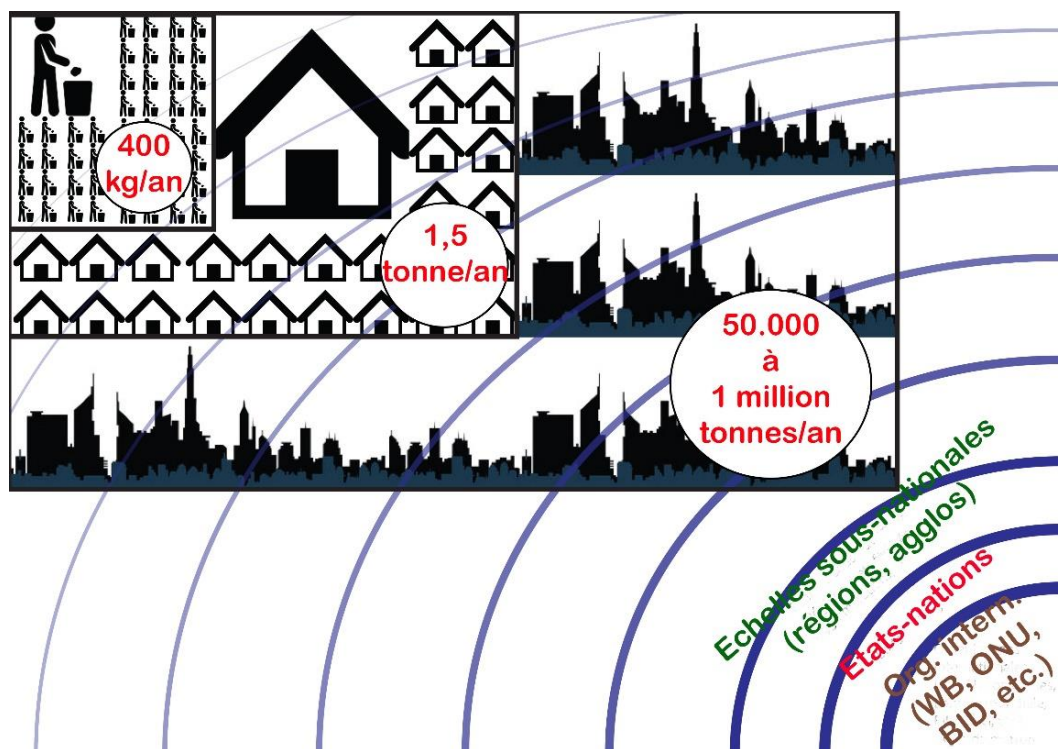 400
kg/an
1,5
tonne/an
50.000
à
1 million
tonnes/an
Echelles sous-nationales
(régions, agglos)
Etats-nations
Org. intern.
(WB, ONU,
BID, etc.)